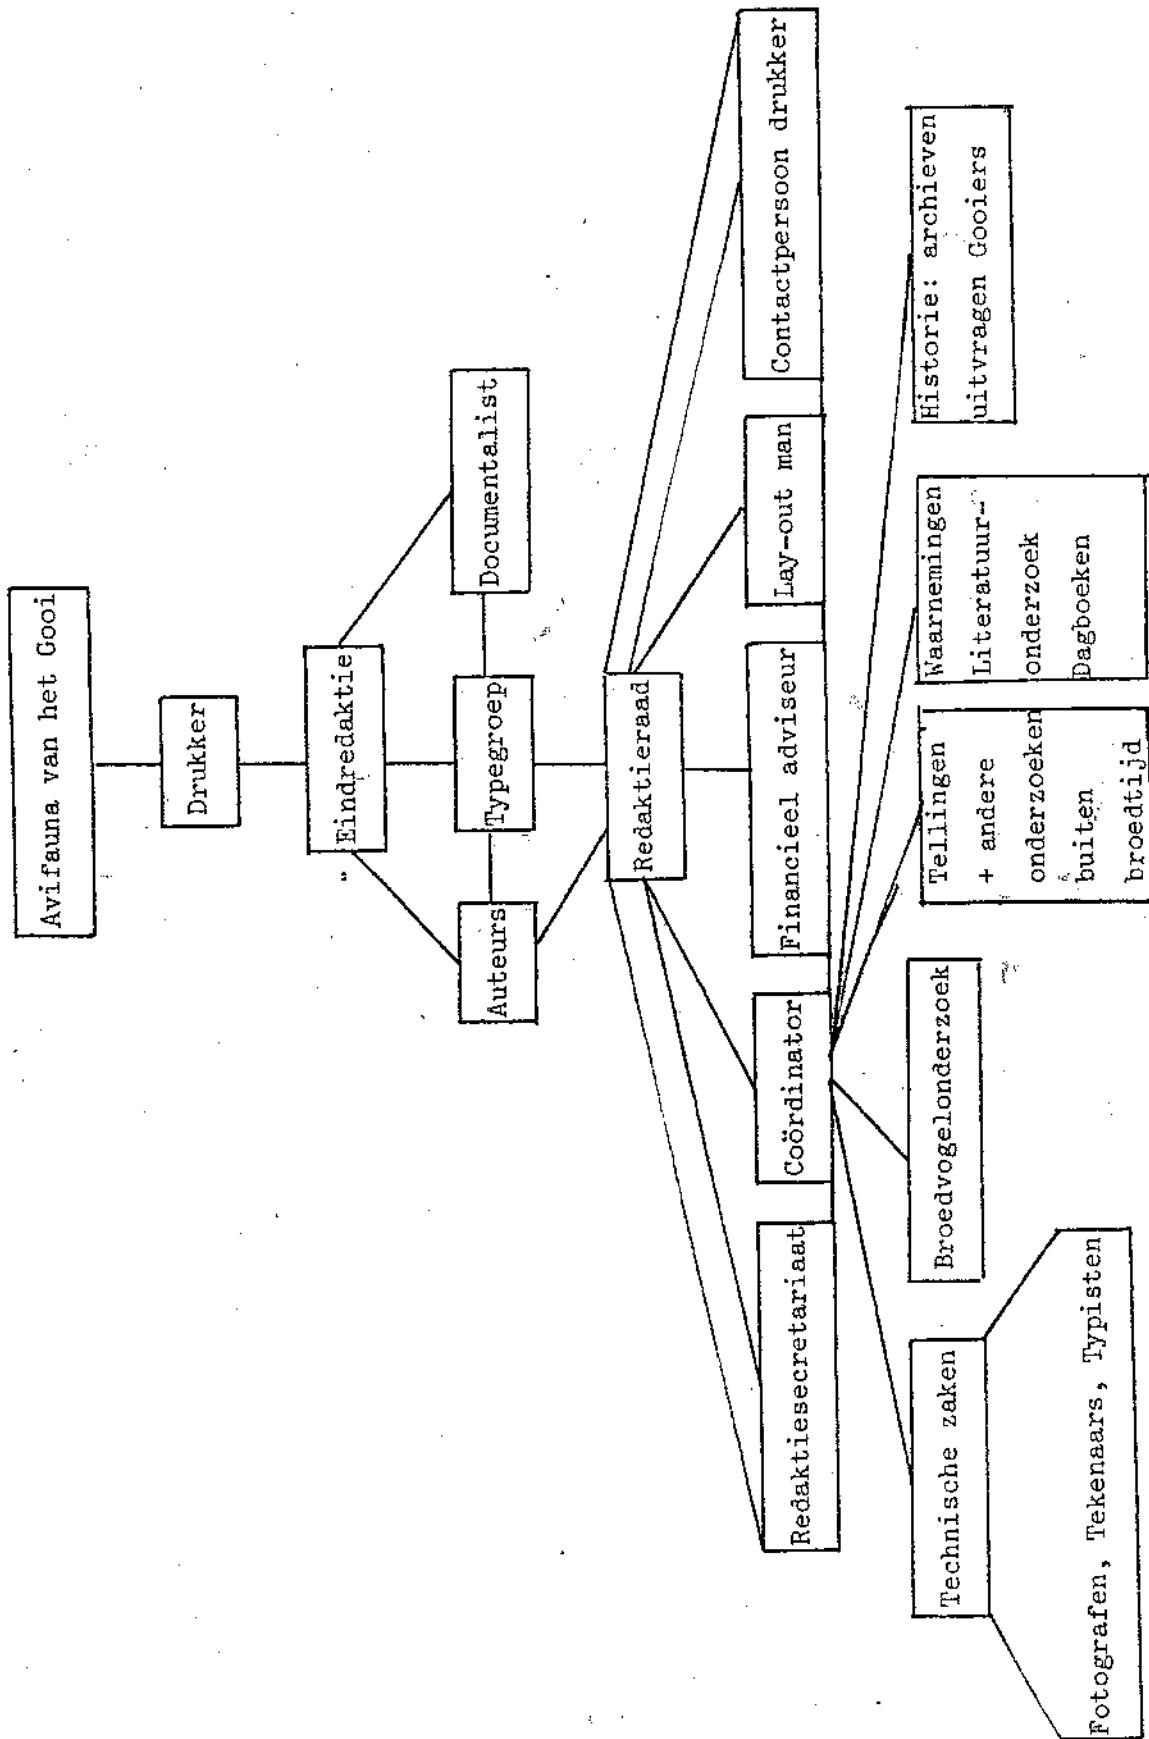 Avifauna van het Gooi
Drukker
Eindredaktie
Auteurs
Typegroep
Documentalist
Redaktieraad
Redaktiesecretariaat
Coördinator
Financieel adviseur
Lay-out man
Contactpersoon drukker
Technische zaken
Broedvogelonderzoek
Tellingen
+ andere
onderzoeken
buiten
broedtijd
Waarnemingen
Literatuur-
onderzoek
Dagboeken
Historie: archieven
uitvragen Gooiers
Fotografen, Tekenaars, Typisten